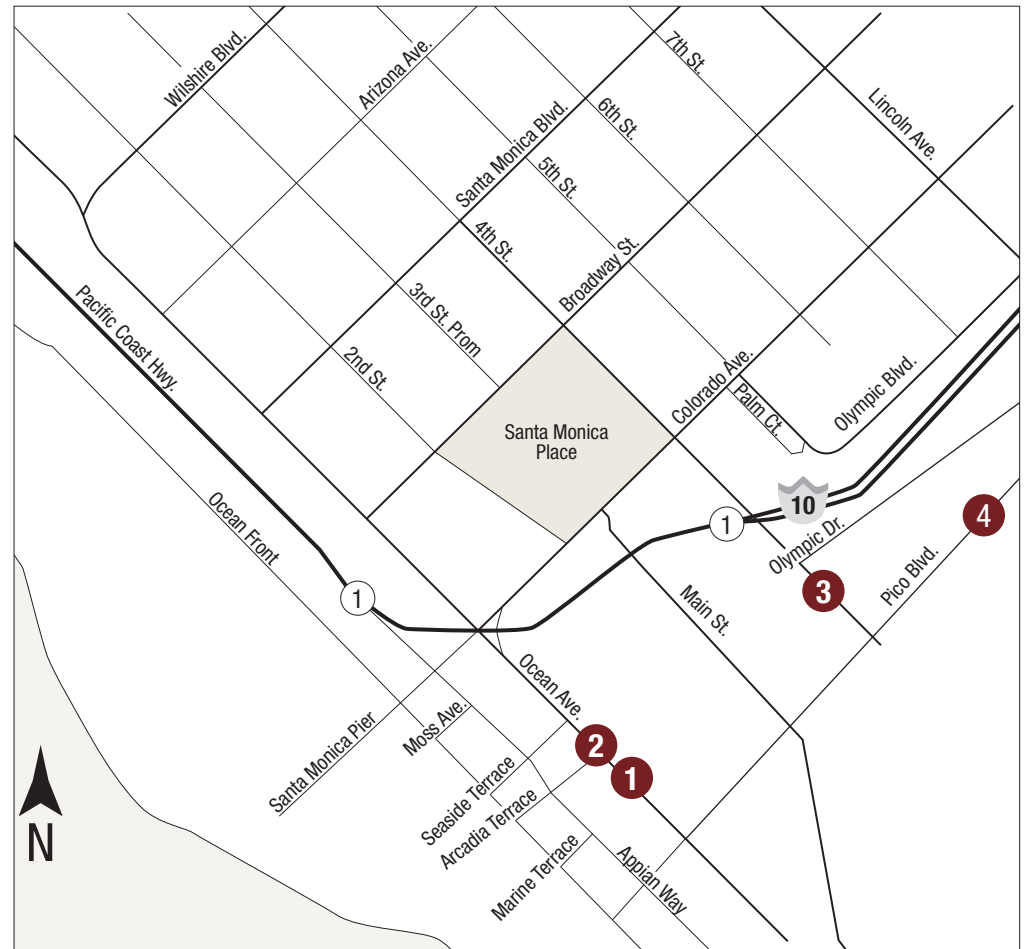 7th St.
Wilshire Blvd.
Arizona Ave.
Lincoln Ave.
6th St.
Santa Monica Blvd.
5th St.
4th St.
Broadway St.
3rd St. Prom
Pacific Coast Hwy.
2nd St.
Colorado Ave.
Palm Ct.
Olympic Blvd.
Santa Monica
Place
10
1
4
Ocean Front
Olympic Dr.
Pico Blvd.
3
1
Main St.
Ocean Ave.
Moss Ave.
Santa Monica Pier
2
1
Seaside Terrace
Arcadia Terrace
Marine Terrace
Appian Way
N